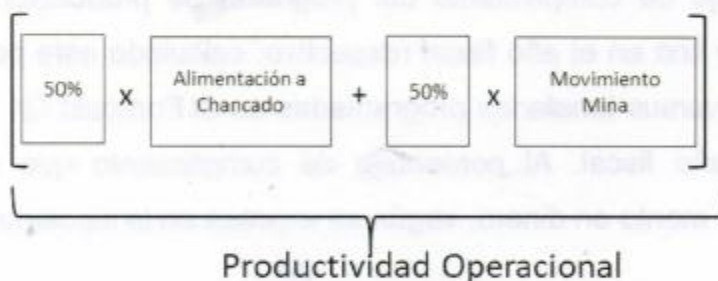 50% x Alimentación a Chancado + 50% x Movimiento Mina
Productividad Operacional